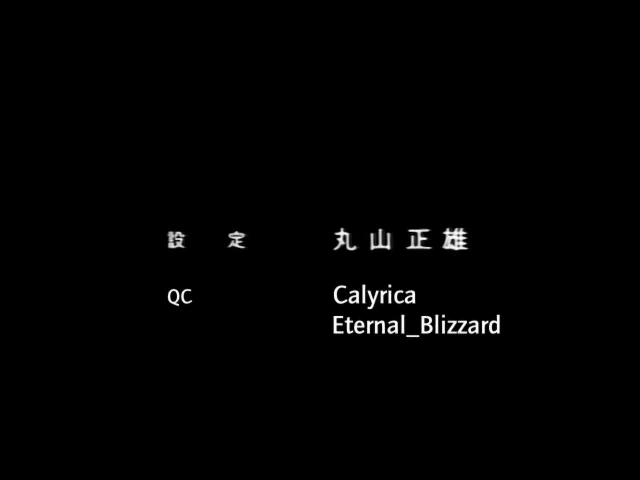 設 定 丸 山 正 雄
QC Calyrica
Eternal_Blizzard